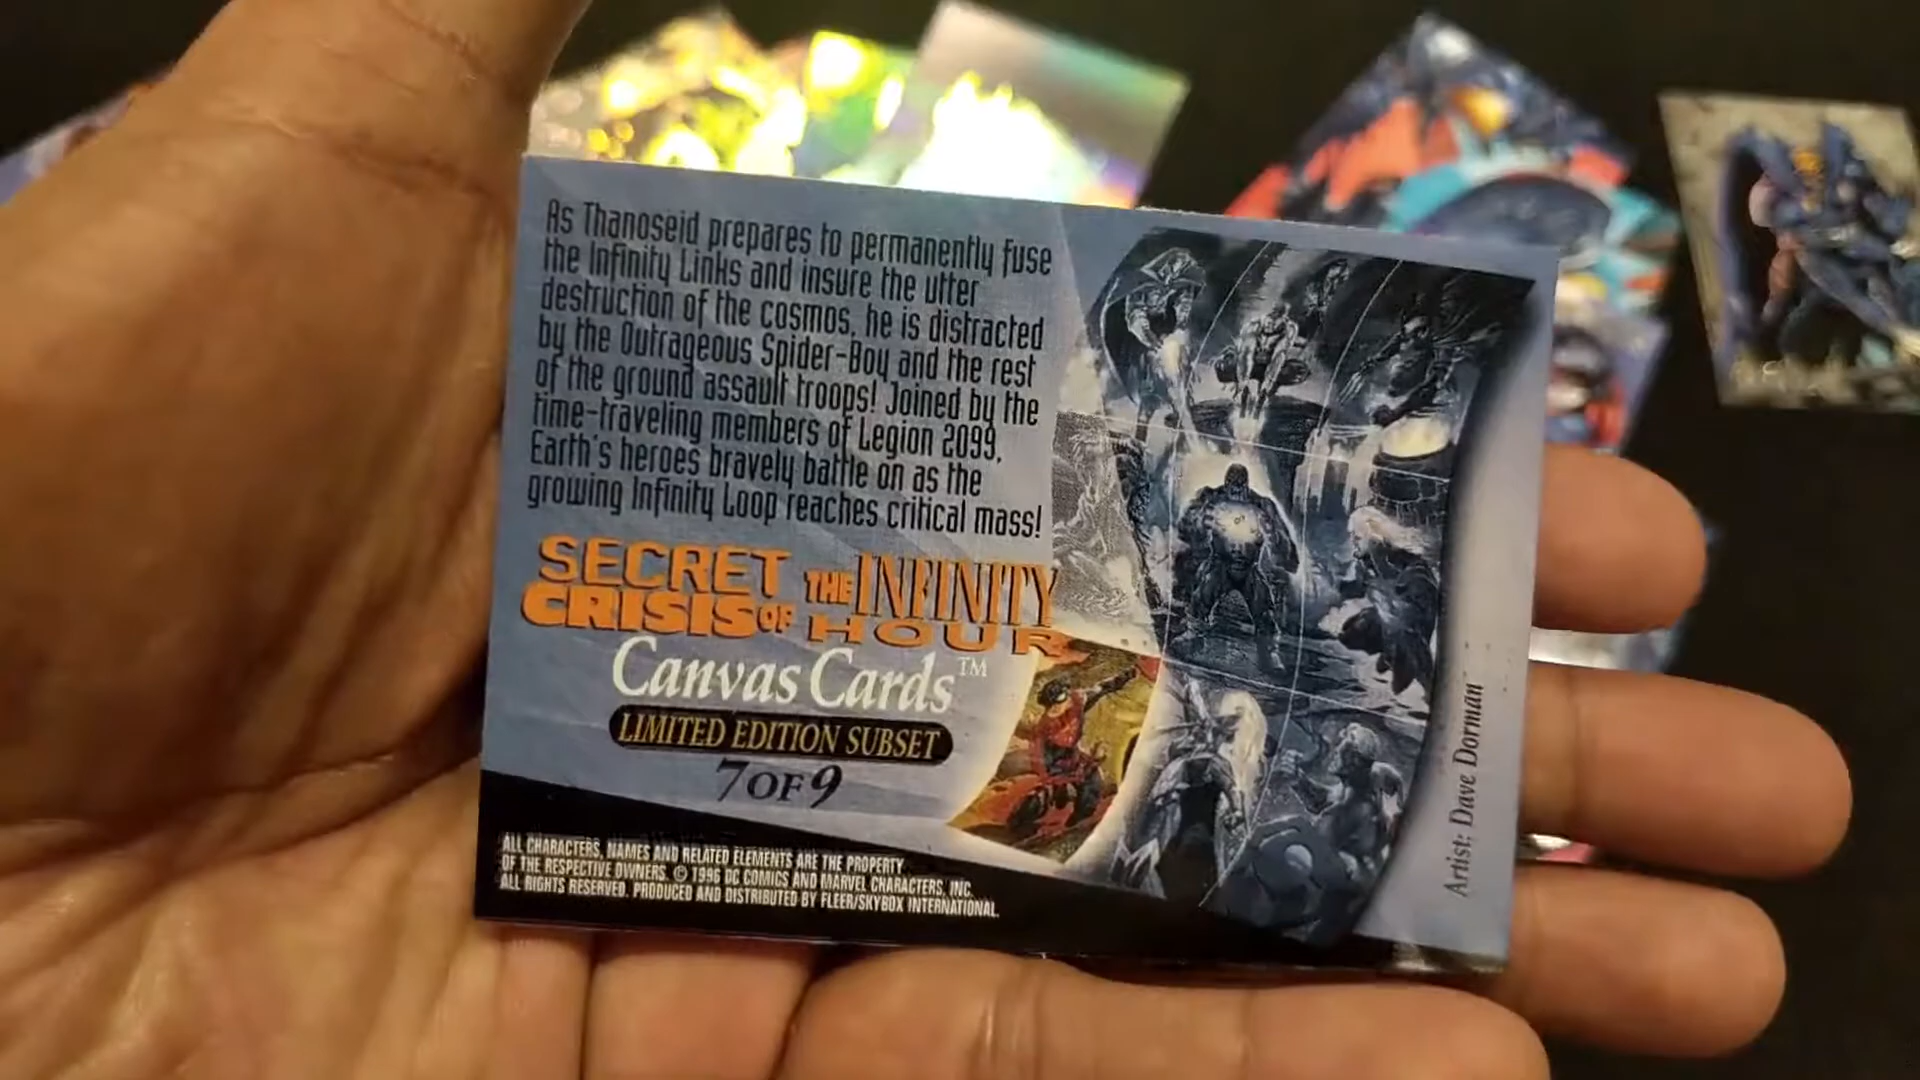 As Thanoseid prepares to permanently fuse
the Infinity Links and insure the utter
destruction of the cosmos, he is distracted
by the Outrageous Spider-Boy and the rest
of the ground assault troops! Joined by the
time-traveling members of Legion 2099,
Earth's heroes bravely battle on as the
growing Infinity Loop reaches critical mass!
SECRET CRISIS OF THE INFINITY HOUR
Canvas Cards™
LIMITED EDITION SUBSET
7 OF 9
ALL CHARACTERS, NAMES AND RELATED ELEMENTS ARE THE PROPERTY
OF THE RESPECTIVE OWNERS. © 1996 DC COMICS AND MARVEL CHARACTERS, INC.
ALL RIGHTS RESERVED. PRODUCED AND DISTRIBUTED BY FLEER/SKYBOX INTERNATIONAL.
Artist: Dave Dorman™